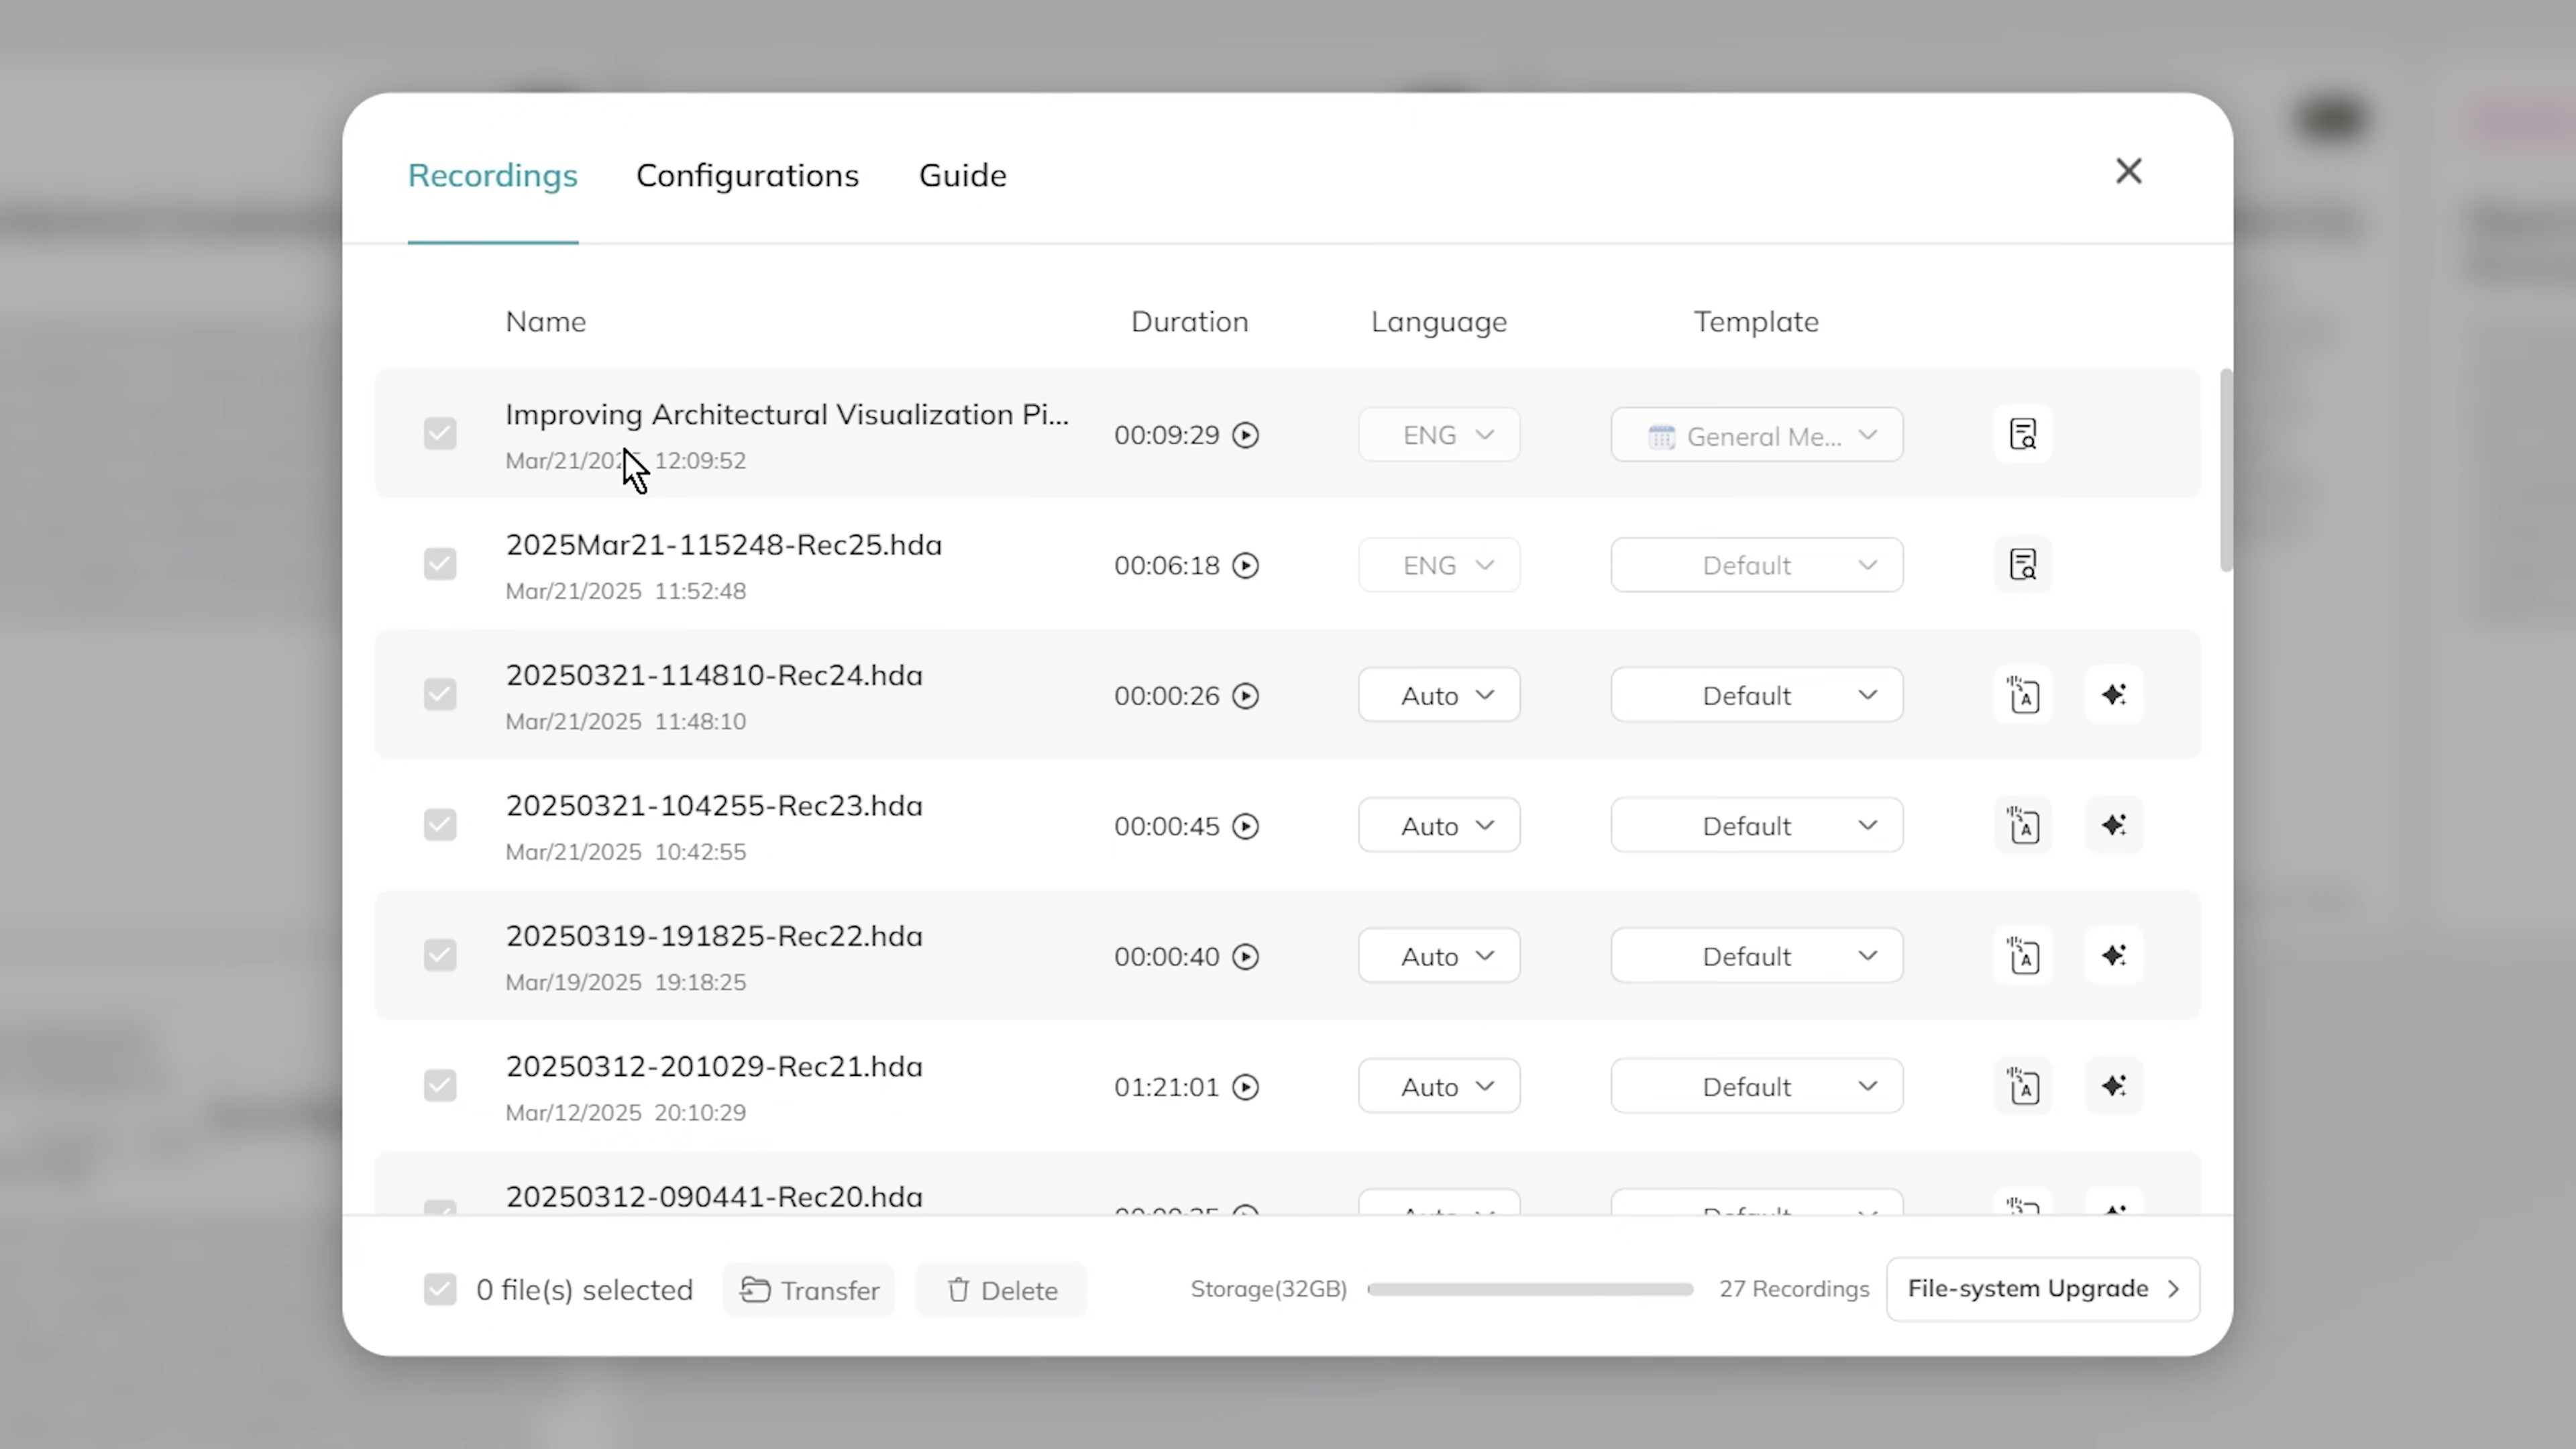 Recordings Configurations Guide
Name Duration Language Template
Improving Architectural Visualization Pi...
Mar/21/2025 12:09:52
00:09:29 ENG General Me...
2025Mar21-115248-Rec25.hda
Mar/21/2025 11:52:48
00:06:18 ENG Default
20250321-114810-Rec24.hda
Mar/21/2025 11:48:10
00:00:26 Auto Default
20250321-104255-Rec23.hda
Mar/21/2025 10:42:55
00:00:45 Auto Default
20250319-191825-Rec22.hda
Mar/19/2025 19:18:25
00:00:40 Auto Default
20250312-201029-Rec21.hda
Mar/12/2025 20:10:29
01:21:01 Auto Default
20250312-090441-Rec20.hda
Auto Default
0 file(s) selected Transfer Delete Storage(32GB) 27 Recordings File-system Upgrade